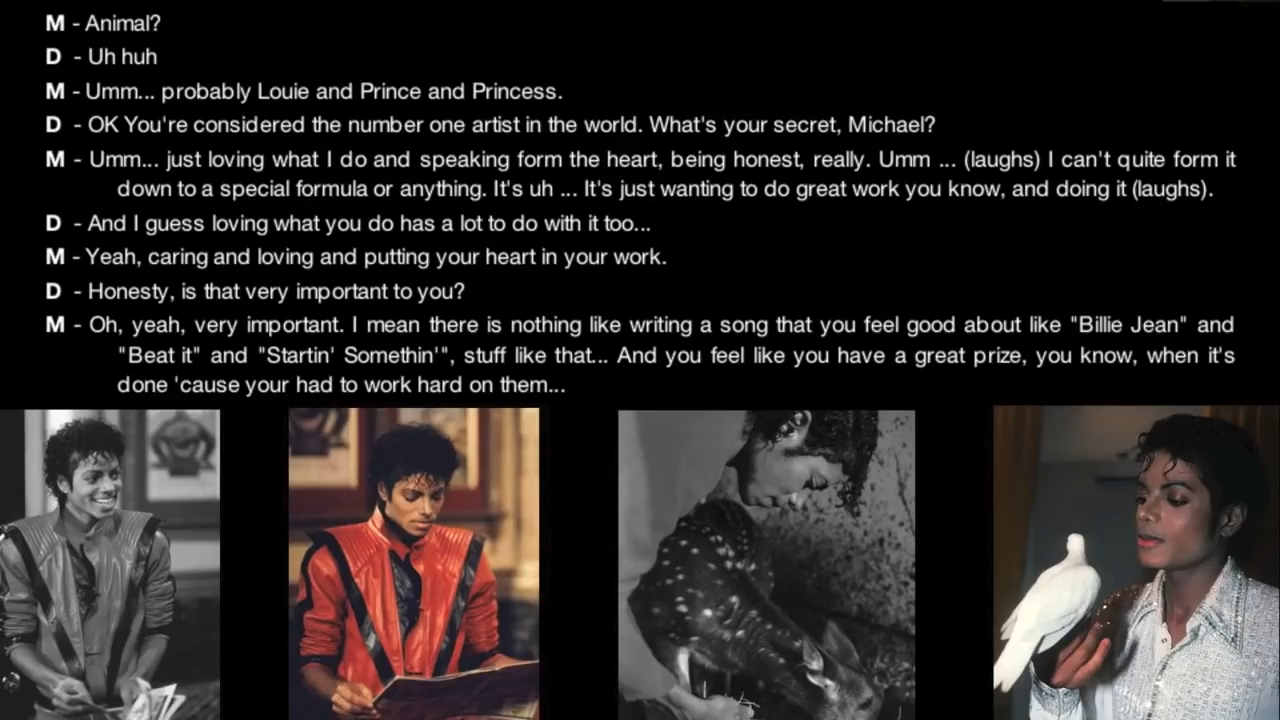 M - Animal?
D - Uh huh
M - Umm... probably Louie and Prince and Princess.
D - OK You're considered the number one artist in the world. What's your secret, Michael?
M - Umm... just loving what I do and speaking form the heart, being honest, really. Umm ... (laughs) I can't quite form it
down to a special formula or anything. It's uh ... It's just wanting to do great work you know, and doing it (laughs).
D - And I guess loving what you do has a lot to do with it too...
M - Yeah, caring and loving and putting your heart in your work.
D - Honesty, is that very important to you?
M - Oh, yeah, very important. I mean there is nothing like writing a song that you feel good about like "Billie Jean" and
"Beat it" and "Startin' Somethin'", stuff like that... And you feel like you have a great prize, you know, when it's
done 'cause your had to work hard on them...